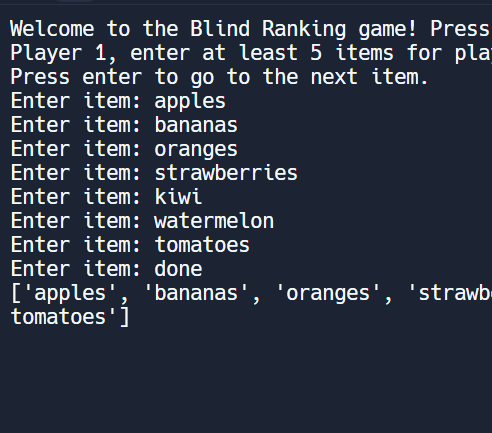 Welcome to the Blind Ranking game! Press
Player 1, enter at least 5 items for pla
Press enter to go to the next item.
Enter item: apples
Enter item: bananas
Enter item: oranges
Enter item: strawberries
Enter item: kiwi
Enter item: watermelon
Enter item: tomatoes
Enter item: done
['apples', 'bananas', 'oranges', 'strawb
tomatoes']